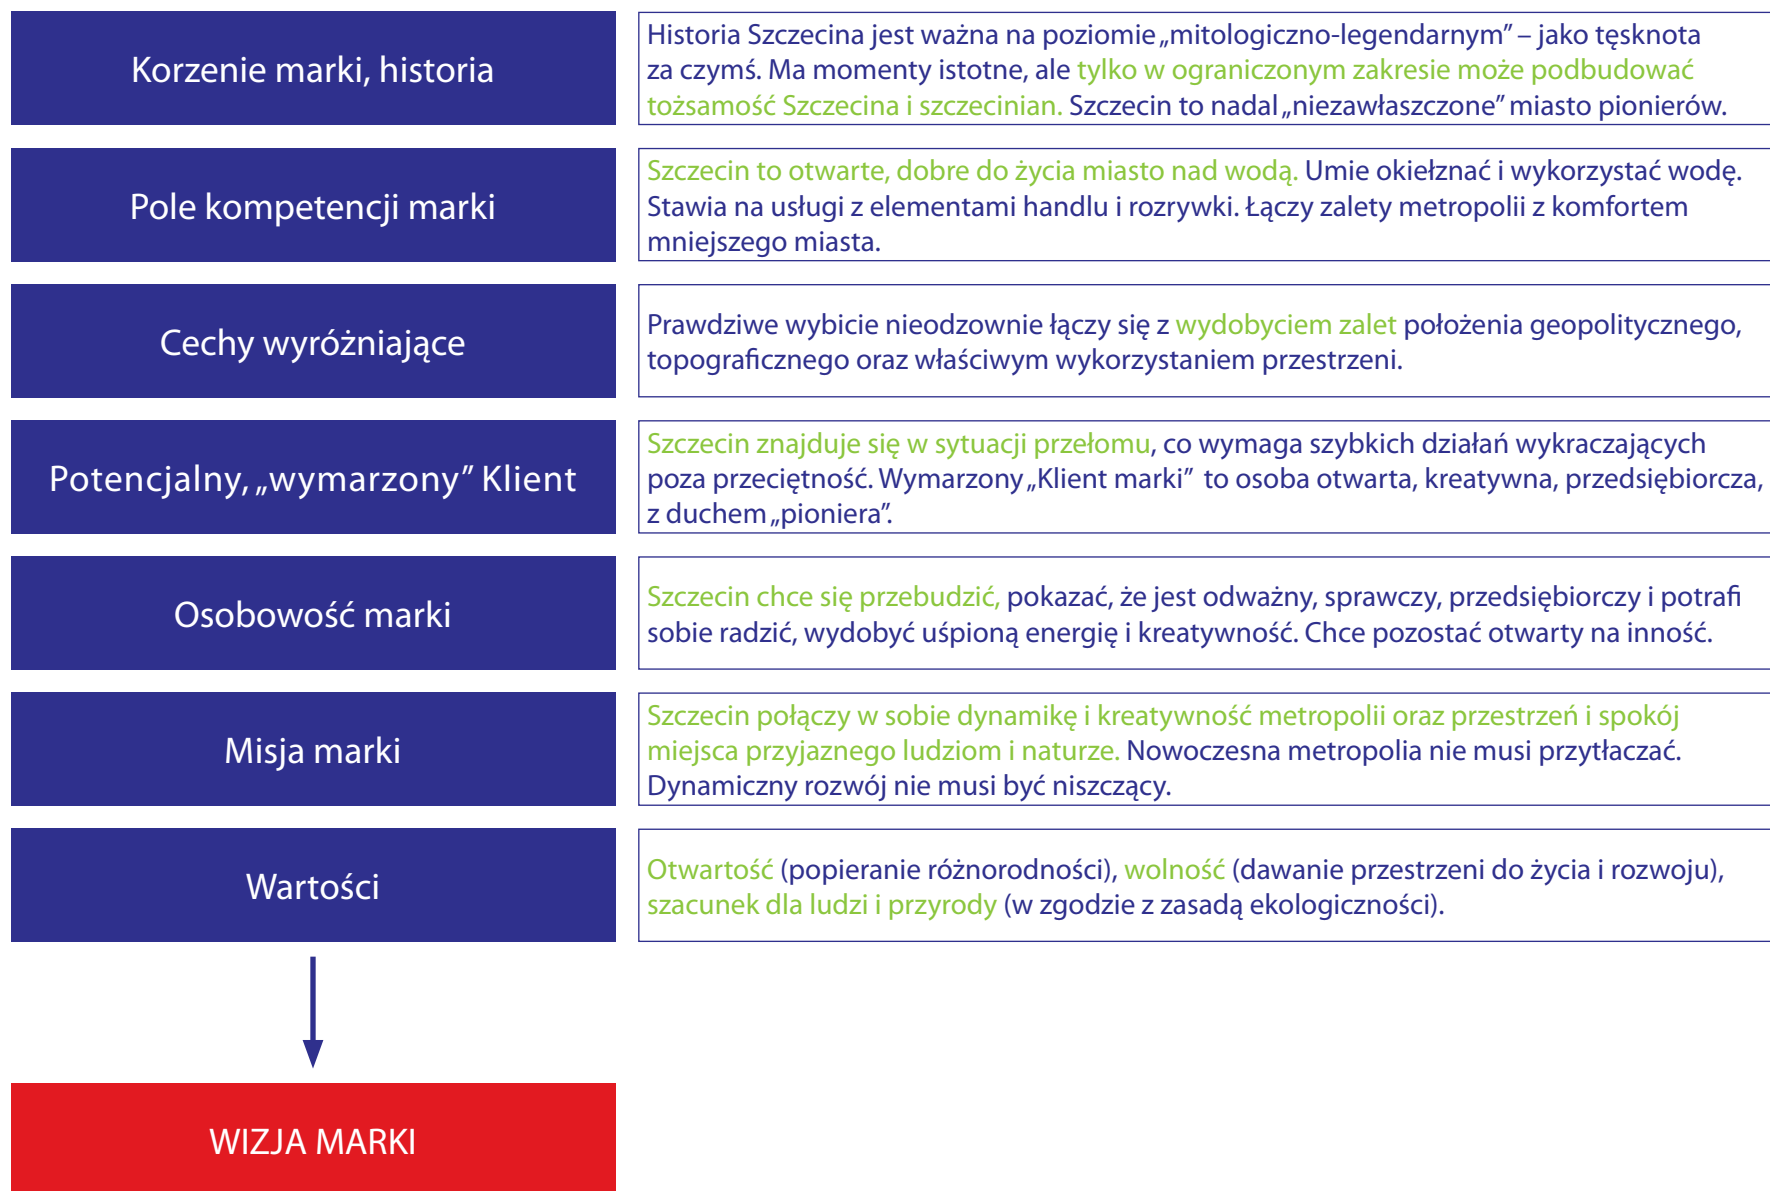 Korzenie marki, historia
Historia Szczecina jest ważna na poziomie „mitologiczno-legendarnym” – jako tęsknota
za czymś. Ma momenty istotne, ale tylko w ograniczonym zakresie może podbudować
tożsamość Szczecina i szczecinian. Szczecin to nadal „niezawłaszczone” miasto pionierów.
Pole kompetencji marki
Szczecin to otwarte, dobre do życia miasto nad wodą. Umie okiełznać i wykorzystać wodę.
Stawia na usługi z elementami handlu i rozrywki. Łączy zalety metropolii z komfortem
mniejszego miasta.
Cechy wyróżniające
Prawdziwe wybicie nieodzownie łączy się z wydobyciem zalet położenia geopolitycznego,
topograficznego oraz właściwym wykorzystaniem przestrzeni.
Potencjalny, „wymarzony” Klient
Szczecin znajduje się w sytuacji przełomu, co wymaga szybkich działań wykraczających
poza przeciętność. Wymarzony „Klient marki” to osoba otwarta, kreatywna, przedsiębiorcza,
z duchem „pioniera”.
Osobowość marki
Szczecin chce się przebudzić, pokazać, że jest odważny, sprawczy, przedsiębiorczy i potrafi
sobie radzić, wydobyć uśpioną energię i kreatywność. Chce pozostać otwarty na inność.
Misja marki
Szczecin połączy w sobie dynamikę i kreatywność metropolii oraz przestrzeń i spokój
miejsca przyjaznego ludziom i naturze. Nowoczesna metropolia nie musi przytłaczać.
Dynamiczny rozwój nie musi być niszczący.
Wartości
Otwartość (popieranie różnorodności), wolność (dawanie przestrzeni do życia i rozwoju),
szacunek dla ludzi i przyrody (w zgodzie z zasadą ekologiczności).
WIZJA MARKI